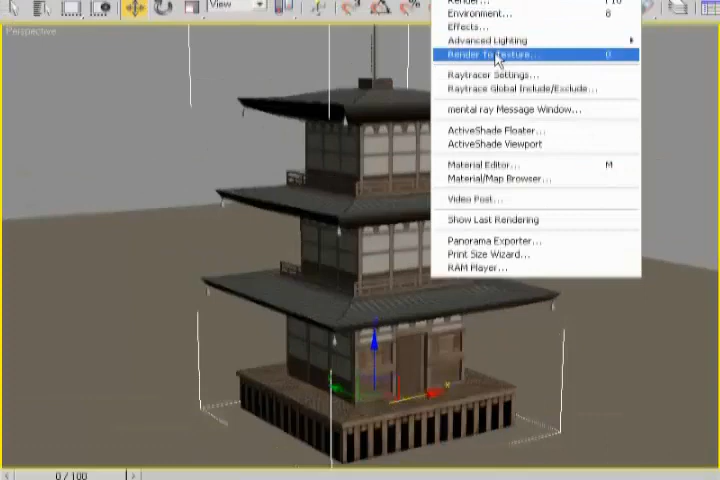 View
Perspective
Render... F10
Environment... 8
Effects...
Advanced Lighting
Render To Texture... 0
Raytracer Settings...
Raytrace Global Include/Exclude...
mental ray Message Window...
ActiveShade Floater...
ActiveShade Viewport
Material Editor... M
Material/Map Browser...
Video Post...
Show Last Rendering
Panorama Exporter...
Print Size Wizard...
RAM Player...
0 / 100